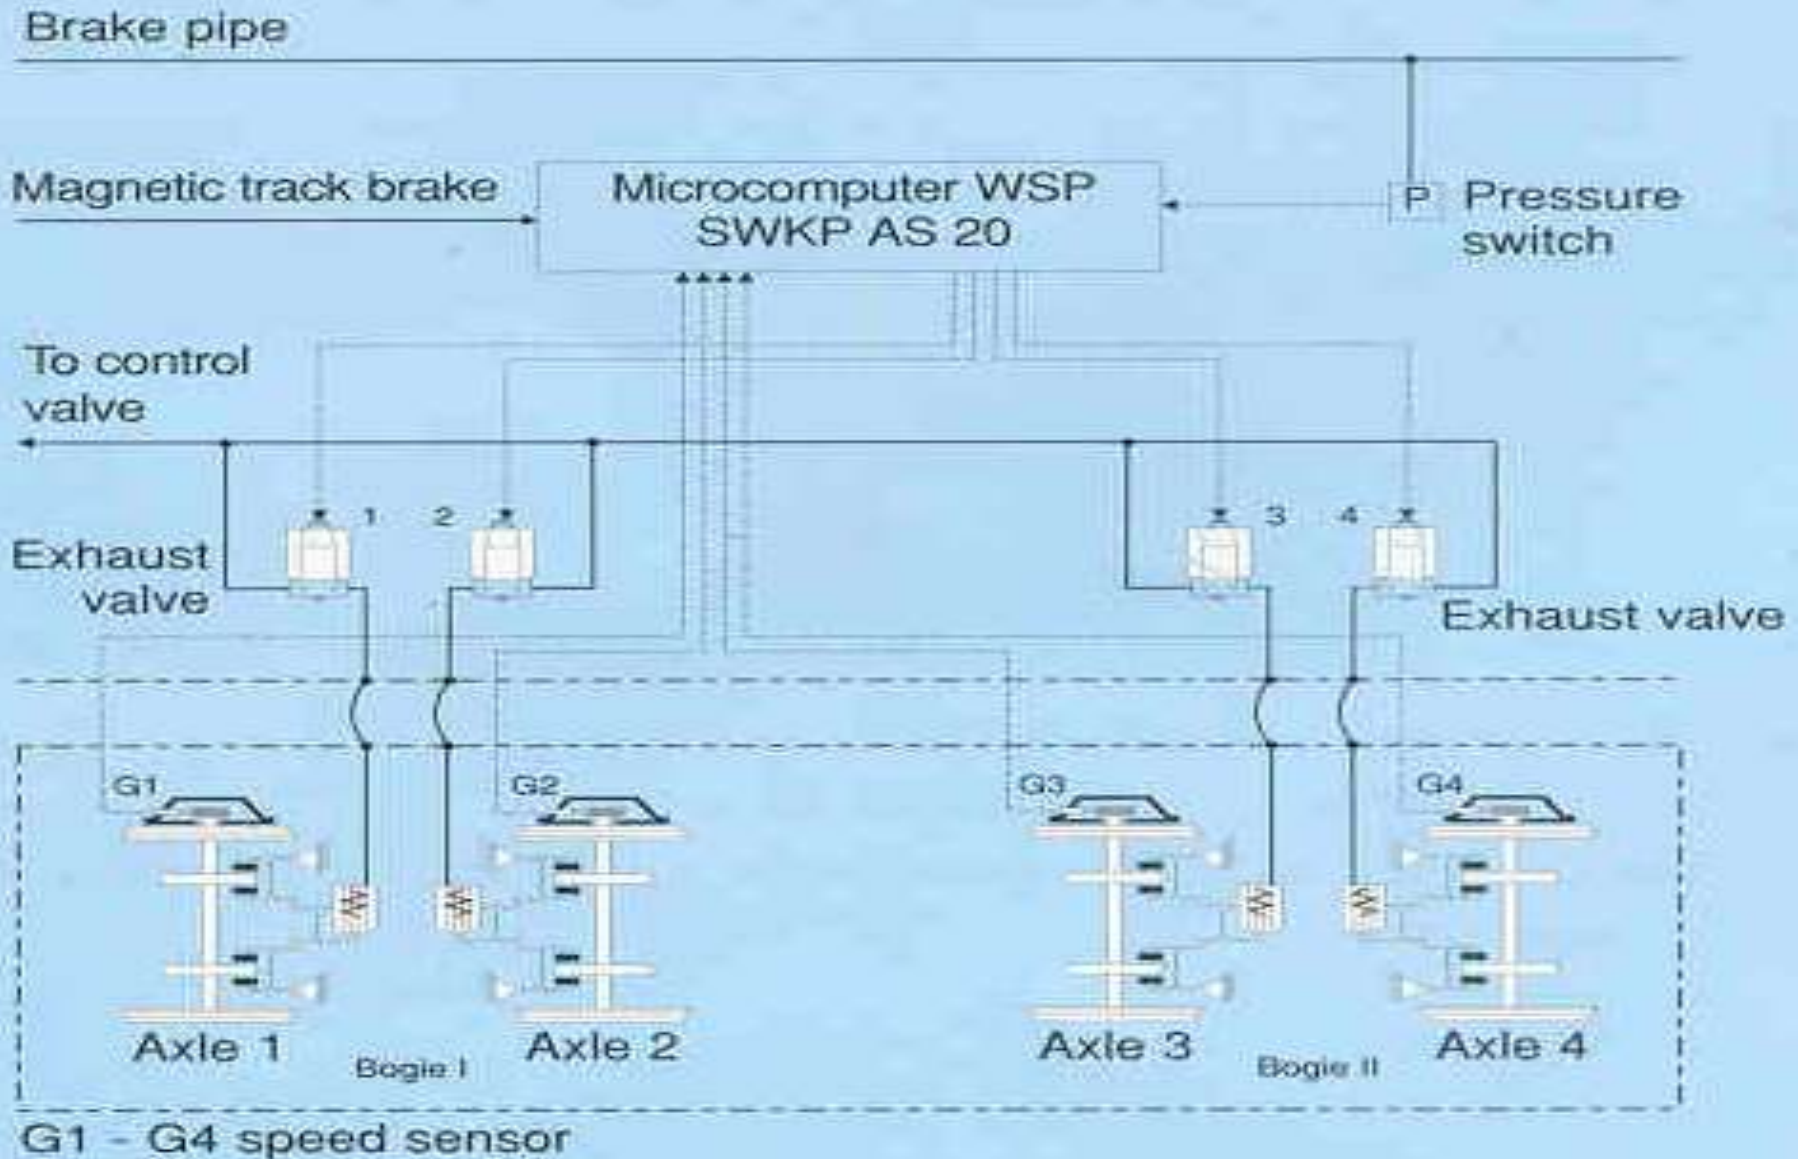 Brake pipe
Magnetic track brake
Microcomputer WSP
SWKP AS 20
P
Pressure
switch
To control
valve
1
2
3
4
Exhaust
valve
Exhaust valve
G1
G2
G3
G4
Axle 1
Bogie I
Axle 2
Axle 3
Bogie II
Axle 4
G1 - G4 speed sensor